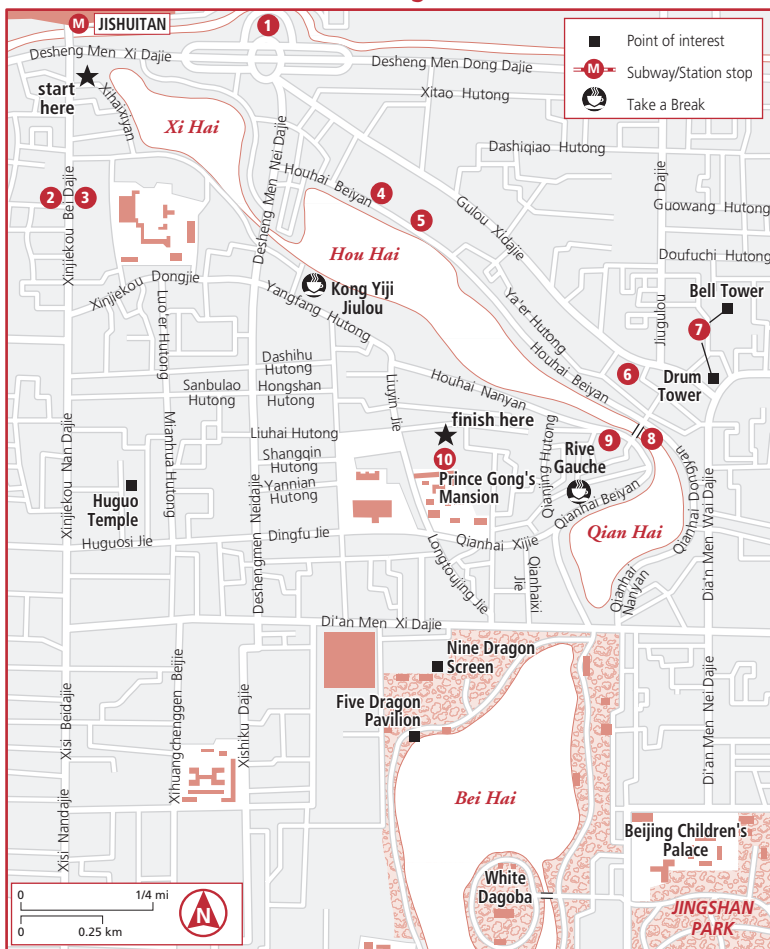 M JISHUITAN
1
Point of interest
M Subway/Station stop
Take a Break
Desheng Men Xi Dajie
Desheng Men Dong Dajie
start
here
Xihaixiyan
Xitao Hutong
Xi Hai
Dashiqiao Hutong
Desheng Men Nei Dajie
Houhai Beiyan
4
5
Gulou Xidajie
Dajie
Guowang Hutong
2
3
Xinjiekou Bei Dajie
Doufuchi Hutong
Hou Hai
Xinjiekou Dongjie
Kong Yiji
Jiulou
Bell Tower
Ya'er Hutong
Jiugulou
7
Luo'er Hutong
Yangfang Hutong
Houhai Beiyan
6
Drum
Tower
Dashihu
Hutong
Sanbulao
Hutong
Hongshan
Hutong
Liuyin Jie
Houhai Nanyan
finish here
Liuhai Hutong
Mianhua Hutong
Shangqin
Hutong
10
Prince Gong's
Mansion
9
8
Rive
Gauche
Qianjing Hutong
Xinjiekou Nan Dajie
Huguo
Temple
Yannian
Hutong
Qianhai Beiyan
Qianhai Dongyan
Dia'n Men Wai Dajie
Huguosi Jie
Deshengmen Neidajie
Dingfu Jie
Qianhai Xijie
Qian Hai
Longtoujing Jie
Qianhaixi
Jie
Qianhai
Nanyan
Di'an Men Xi Dajie
Nine Dragon
Screen
Five Dragon
Pavilion
Xisi Beidajie
Xihuangchenggen Beijie
Xishiku Dajie
Di'an Men Nei Dajie
Bei Hai
Beijing Children's
Palace
Xisi Nandajie
White
Dagoba
JINGSHAN
PARK
0 1/4 mi
0 0.25 km
N